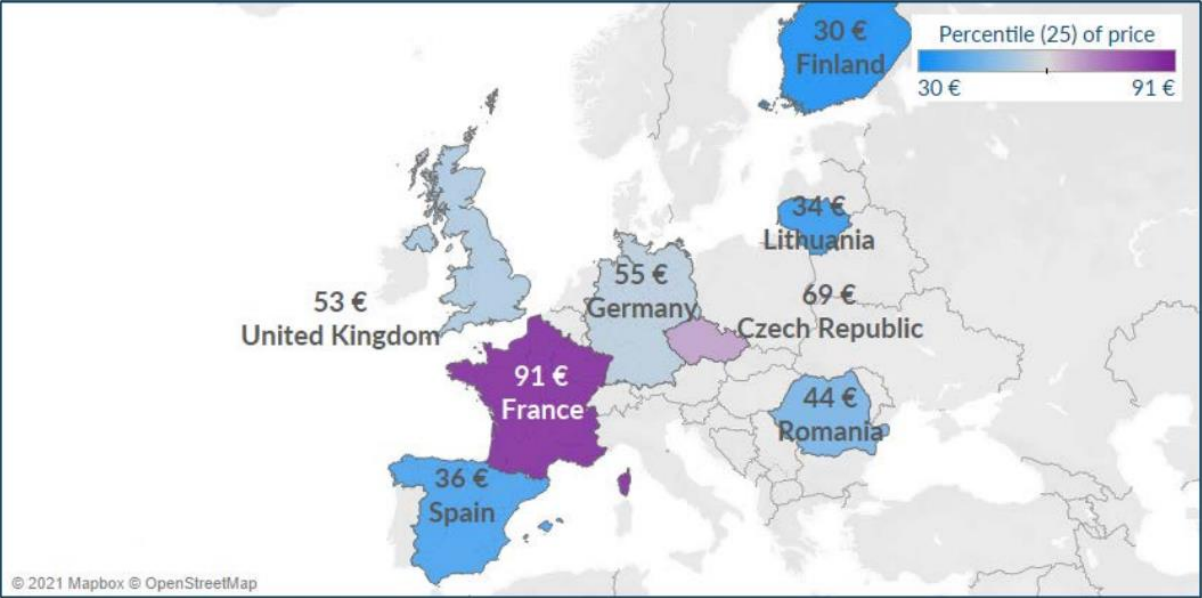 30 €
Finland
Percentile (25) of price
30 €
91 €
34 €
Lithuania
55 €
Germany
69 €
Czech Republic
53 €
United Kingdom
91 €
France
44 €
Romania
36 €
Spain
© 2021 Mapbox © OpenStreetMap